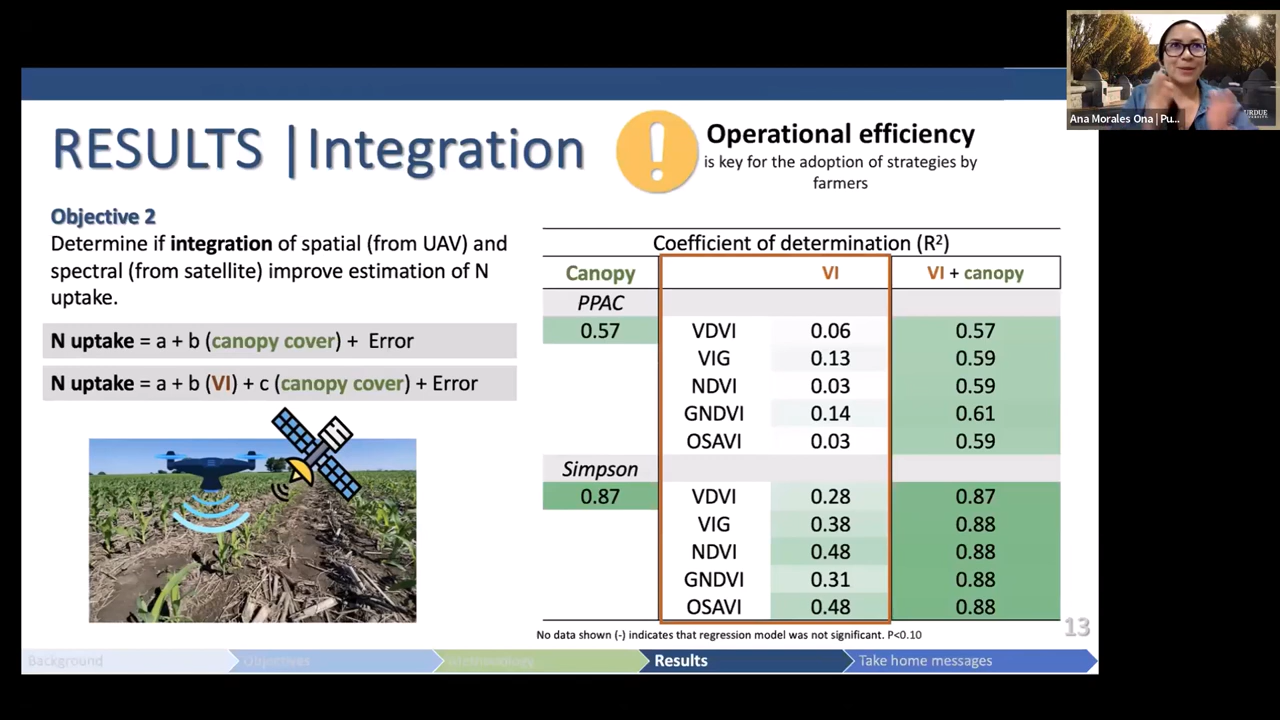 Ana Morales Ona | Pu...
RESULTS | Integration
Operational efficiency
is key for the adoption of strategies by
farmers
Objective 2
Determine if integration of spatial (from UAV) and
spectral (from satellite) improve estimation of N
uptake.
N uptake = a + b (canopy cover) + Error
N uptake = a + b (VI) + c (canopy cover) + Error
Coefficient of determination (R²)
Canopy VI VI + canopy
PPAC
0.57 VDVI 0.06 0.57
VIG 0.13 0.59
NDVI 0.03 0.59
GNDVI 0.14 0.61
OSAVI 0.03 0.59
Simpson
0.87 VDVI 0.28 0.87
VIG 0.38 0.88
NDVI 0.48 0.88
GNDVI 0.31 0.88
OSAVI 0.48 0.88
No data shown (-) indicates that regression model was not significant. P<0.10
13
Background Objectives Methodology Results Take home messages